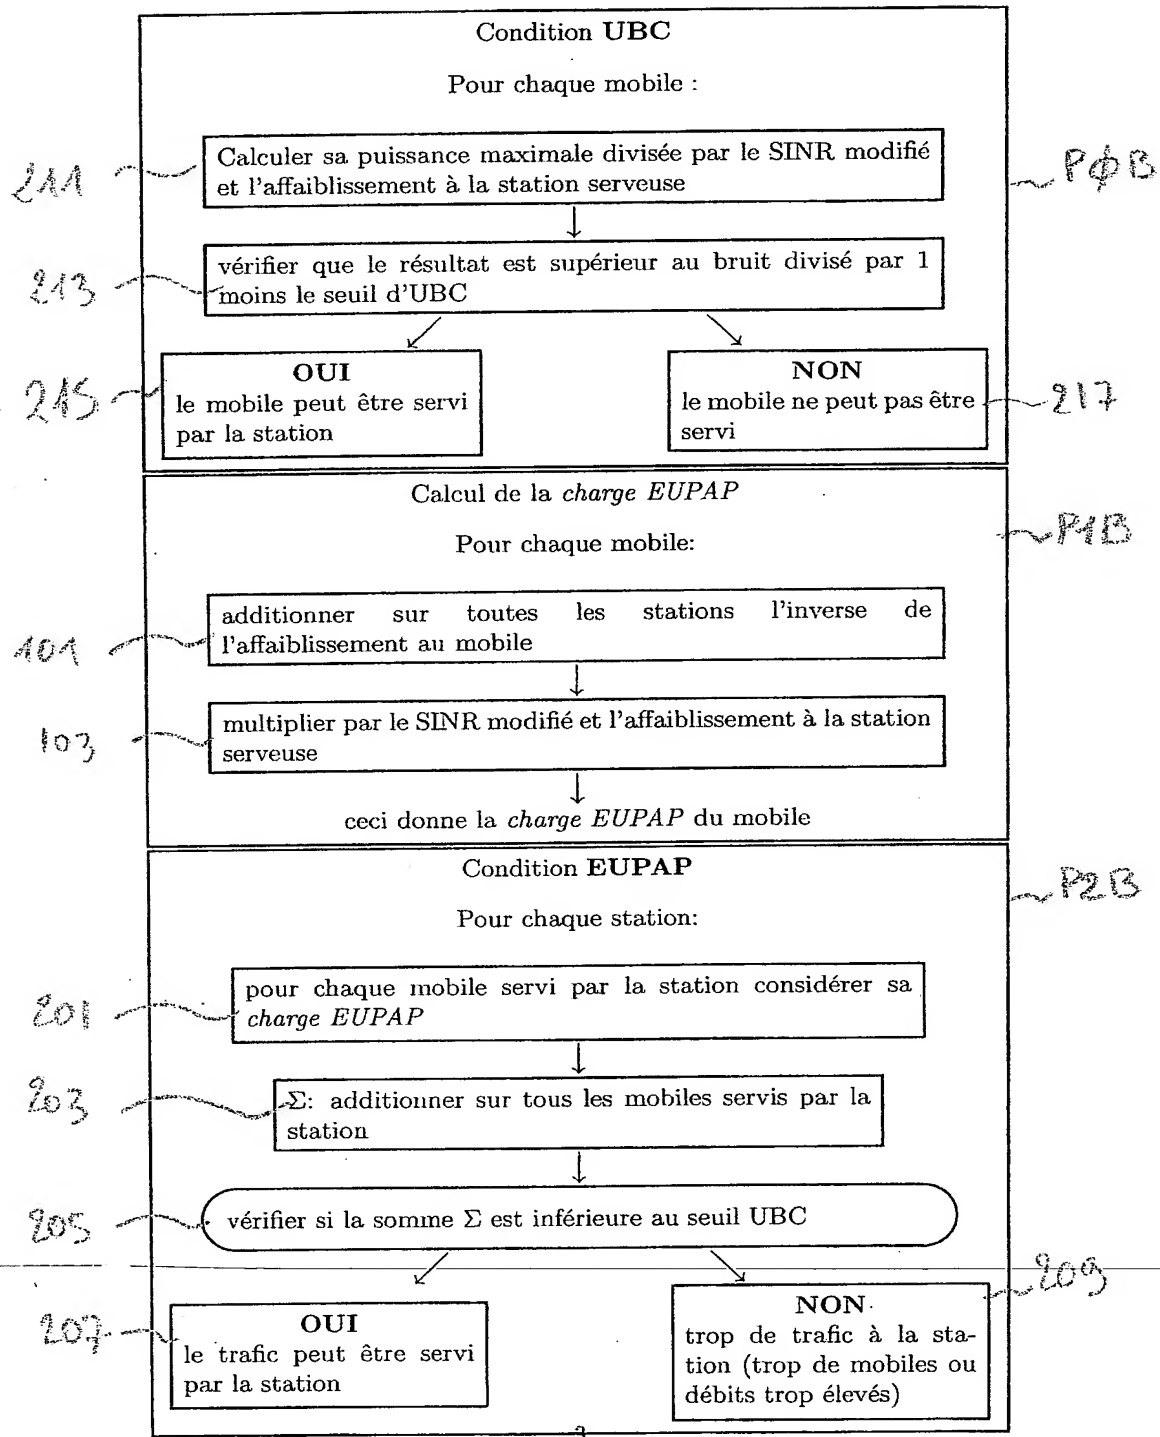 Condition UBC
Pour chaque mobile :
211
Calculer sa puissance maximale divisée par le SINR modifié
et l'affaiblissement à la station serveuse
PØB
213
vérifier que le résultat est supérieur au bruit divisé par 1
moins le seuil d'UBC
215
OUI
le mobile peut être servi
par la station
NON
le mobile ne peut pas être
servi
217
Calcul de la charge EUPAP
Pour chaque mobile:
P1B
101
additionner sur toutes les stations l'inverse de
l'affaiblissement au mobile
103
multiplier par le SINR modifié et l'affaiblissement à la station
serveuse
ceci donne la charge EUPAP du mobile
Condition EUPAP
Pour chaque station:
P2B
201
pour chaque mobile servi par la station considérer sa
charge EUPAP
203
Σ: additionner sur tous les mobiles servis par la
station
205
vérifier si la somme Σ est inférieure au seuil UBC
207
OUI
le trafic peut être servi
par la station
209
NON
trop de trafic à la sta-
tion (trop de mobiles ou
débits trop élevés)